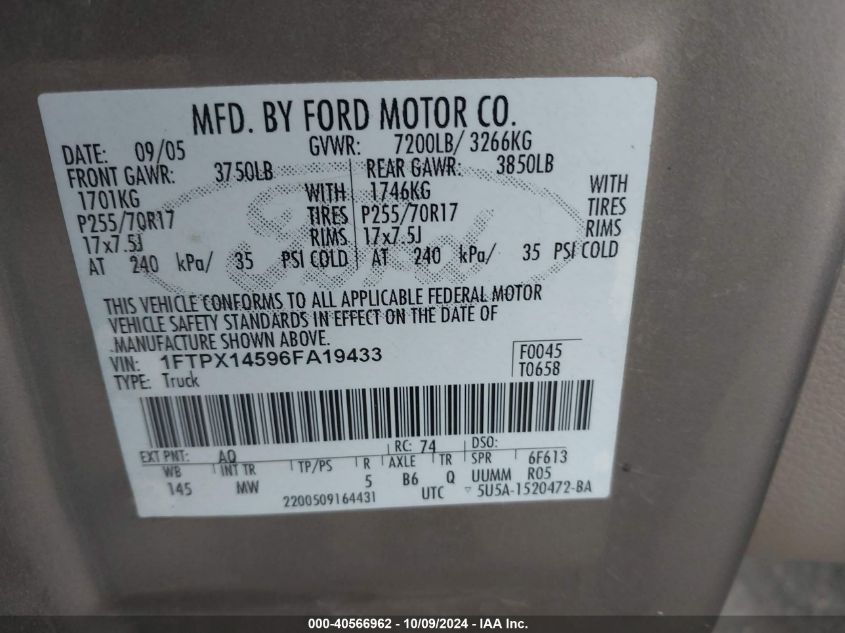 MFD. BY FORD MOTOR CO.
DATE: 09/05 GVWR: 7200LB/ 3266KG
FRONT GAWR: 3750LB REAR GAWR: 3850LB
1701KG WITH 1746KG WITH
P255/70R17 TIRES P255/70R17 TIRES
17x7.5J RIMS 17x7.5J RIMS
AT 240 kPa/ 35 PSI COLD AT 240 kPa/ 35 PSI COLD
Ford
THIS VEHICLE CONFORMS TO ALL APPLICABLE FEDERAL MOTOR
VEHICLE SAFETY STANDARDS IN EFFECT ON THE DATE OF
MANUFACTURE SHOWN ABOVE.
VIN: 1FTPX14596FA19433 F0045
TYPE: Truck T0658
EXT PNT: AQ RC: 74 DSO:
WB INT TR TP/PS R AXLE TR SPR 6F613
145 MW 5 B6 Q UUMM R05
2200509164431 UTC 5U5A-1520472-BA
000-40566962 - 10/09/2024 - IAA Inc.